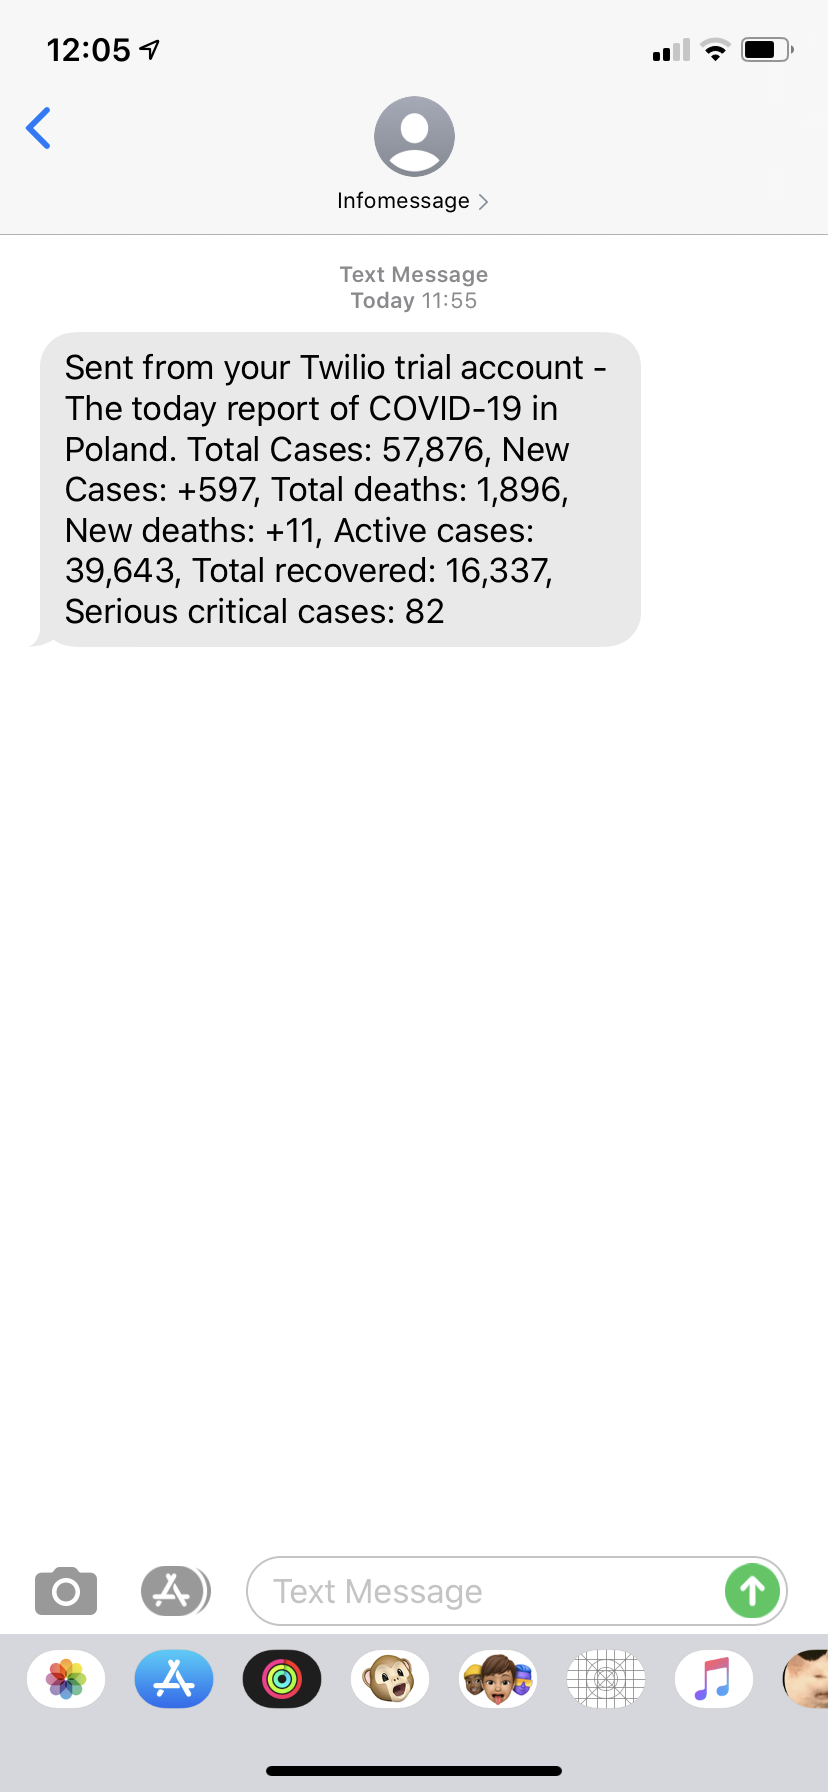 12:05
Infomessage
Text Message
Today 11:55
Sent from your Twilio trial account -
The today report of COVID-19 in
Poland. Total Cases: 57,876, New
Cases: +597, Total deaths: 1,896,
New deaths: +11, Active cases:
39,643, Total recovered: 16,337,
Serious critical cases: 82
Text Message